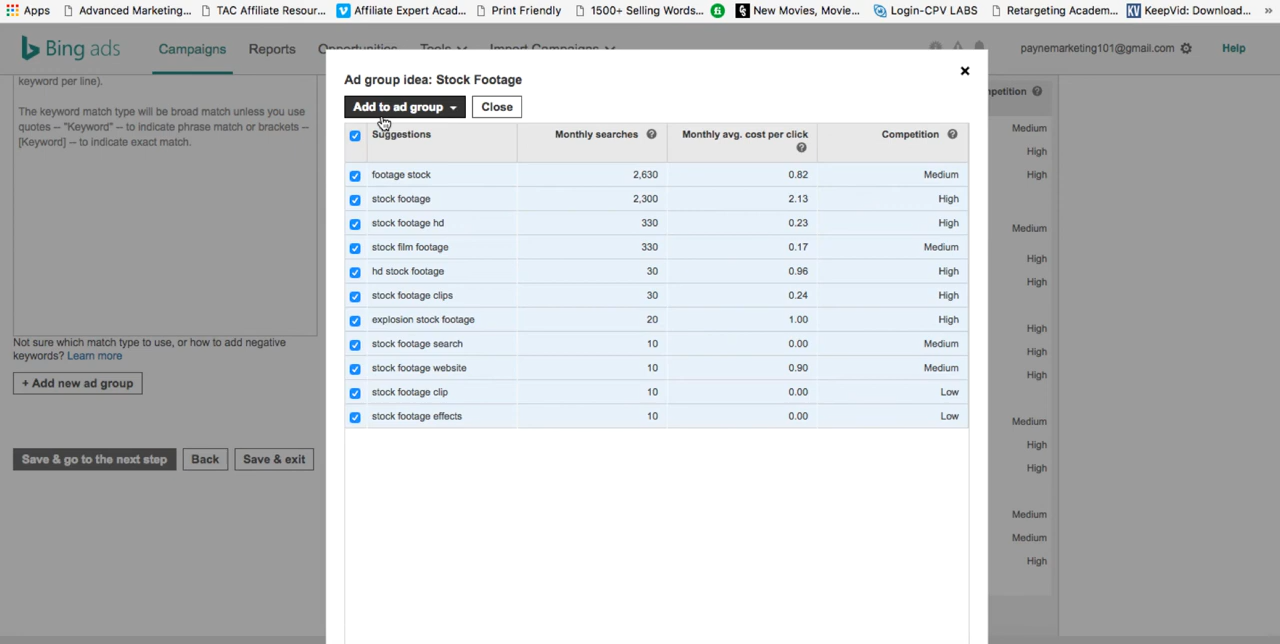 Apps Advanced Marketing... TAC Affiliate Resour... Affiliate Expert Acad... Print Friendly 1500+ Selling Words... New Movies, Movie... Login-CPV LABS Retargeting Academ... KeepVid: Download... »
Bing ads Campaigns Reports Opportunities Tools Import Campaigns paynemarketing101@gmail.com Help
keyword per line).
The keyword match type will be broad match unless you use
quotes -- "Keyword" -- to indicate phrase match or brackets --
[Keyword] -- to indicate exact match.
Not sure which match type to use, or how to add negative
keywords? Learn more
+ Add new ad group
Save & go to the next step Back Save & exit
Ad group idea: Stock Footage
Add to ad group Close
Suggestions Monthly searches Monthly avg. cost per click Competition
footage stock 2,630 0.82 Medium
stock footage 2,300 2.13 High
stock footage hd 330 0.23 High
stock film footage 330 0.17 Medium
hd stock footage 30 0.96 High
stock footage clips 30 0.24 High
explosion stock footage 20 1.00 High
stock footage search 10 0.00 Medium
stock footage website 10 0.90 Medium
stock footage clip 10 0.00 Low
stock footage effects 10 0.00 Low
mpetition
Medium
High
High
Medium
High
High
High
High
High
Medium
High
High
Medium
Medium
High